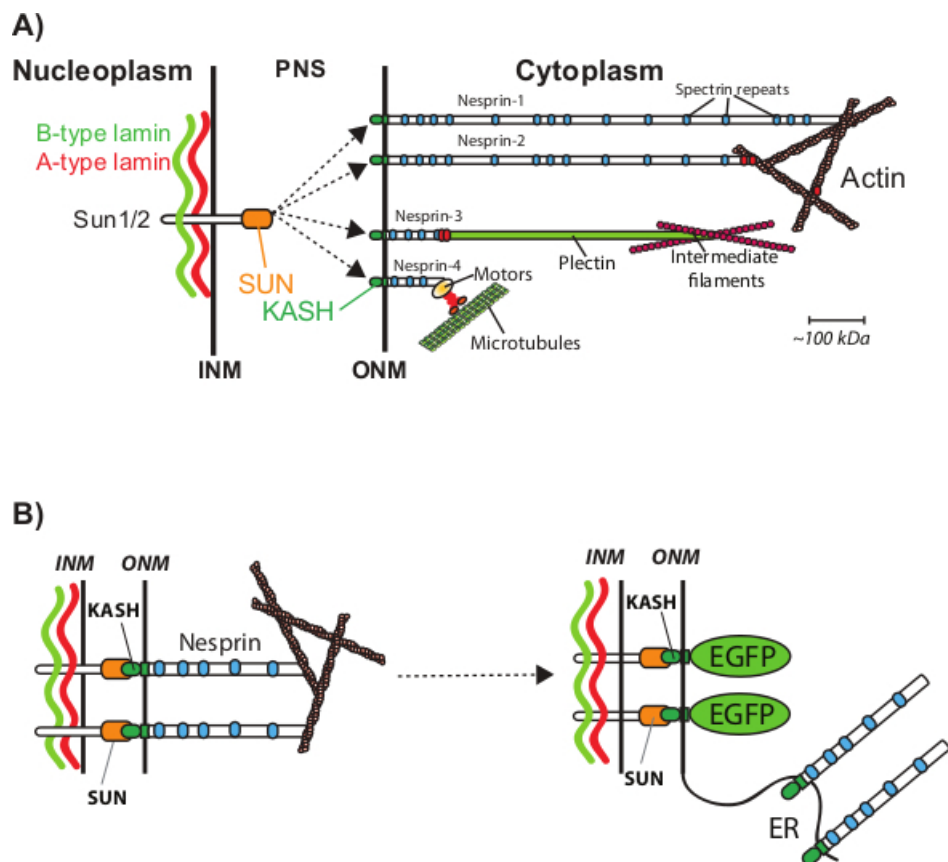 A)
Nucleoplasm
PNS
Cytoplasm
Nesprin-1
Spectrin repeats
B-type lamin
A-type lamin
Nesprin-2
Actin
Sun1/2
Nesprin-3
Plectin
Intermediate
filaments
SUN
Nesprin-4
Motors
KASH
Microtubules
~100 kDa
INM
ONM
B)
INM
ONM
KASH
Nesprin
SUN
INM
ONM
KASH
EGFP
EGFP
SUN
ER